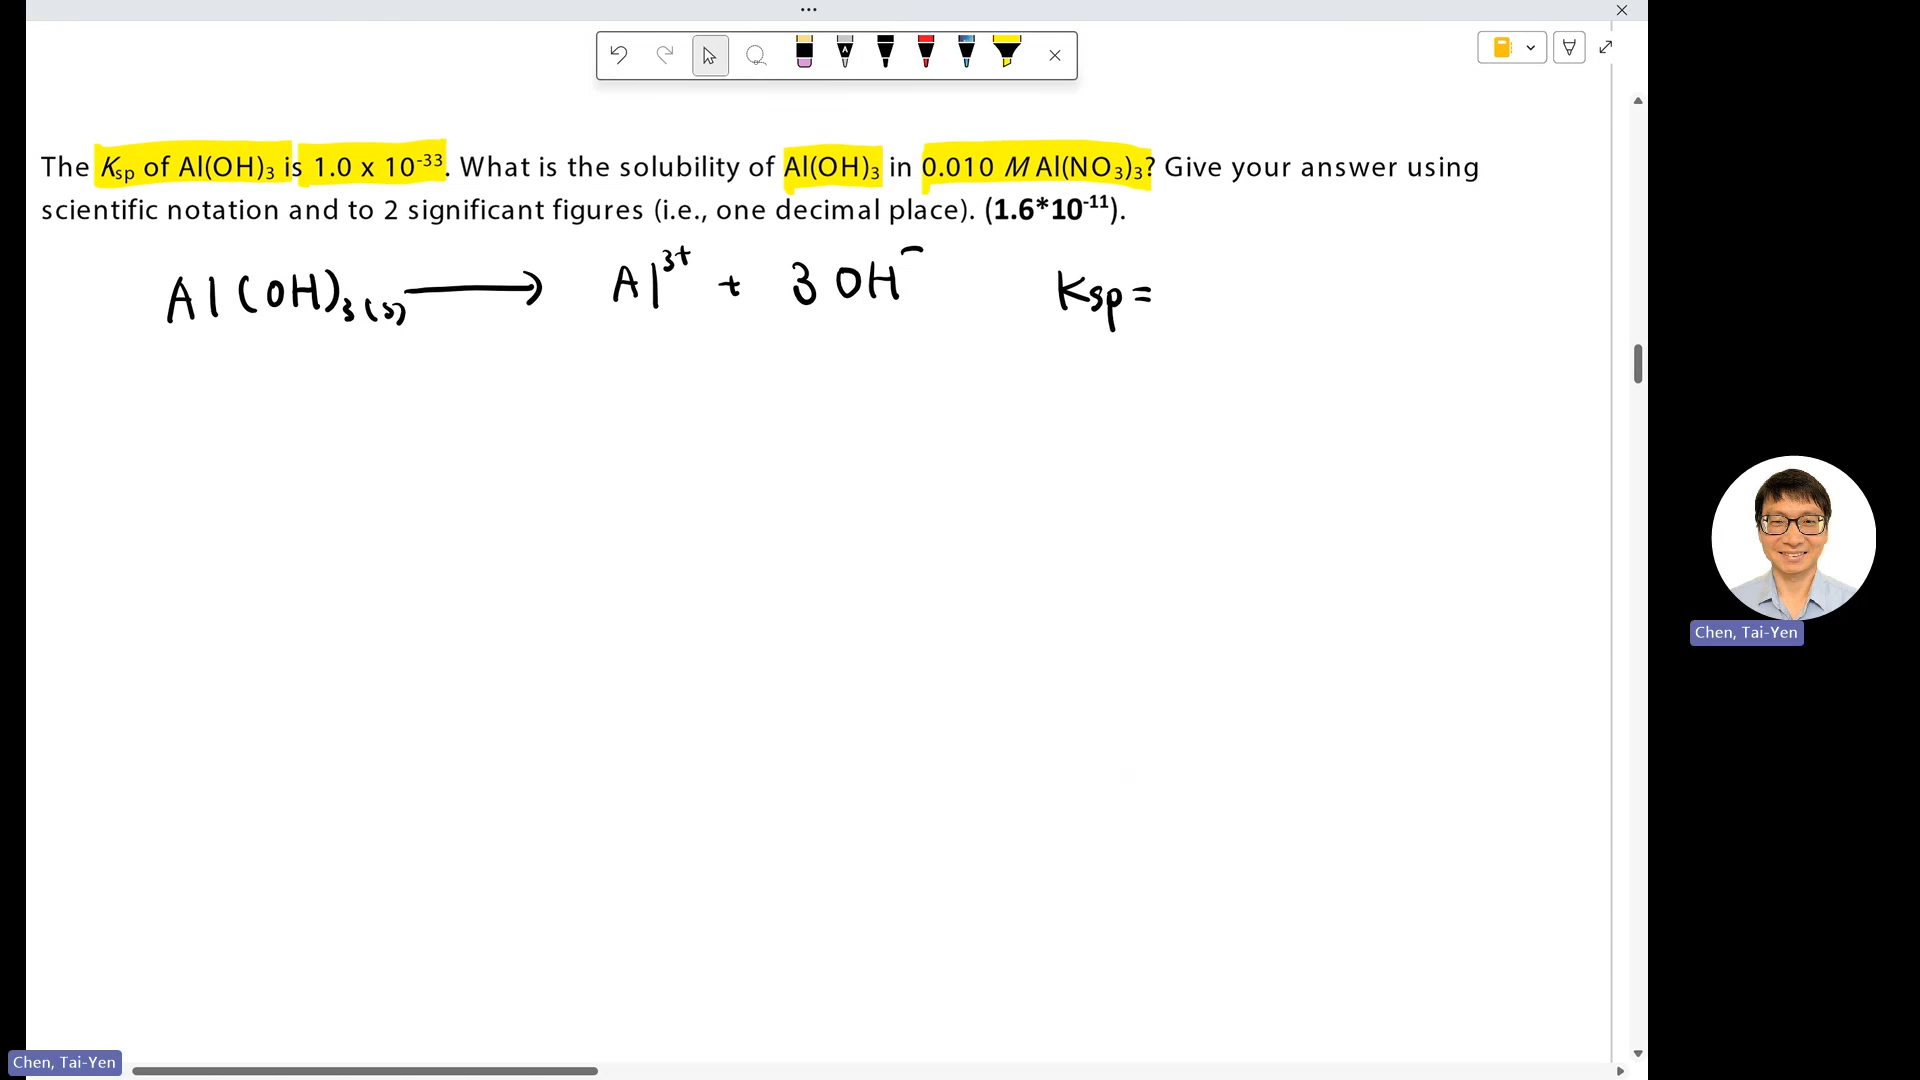 The Ksp of Al(OH)₃ is 1.0 x 10⁻³³. What is the solubility of Al(OH)₃ in 0.010 M Al(NO₃)₃? Give your answer using
scientific notation and to 2 significant figures (i.e., one decimal place). (1.6*10⁻¹¹).
Al(OH)₃(s) ⟶ Al³⁺ + 3 OH⁻ Ksp =
Chen, Tai-Yen
Chen, Tai-Yen